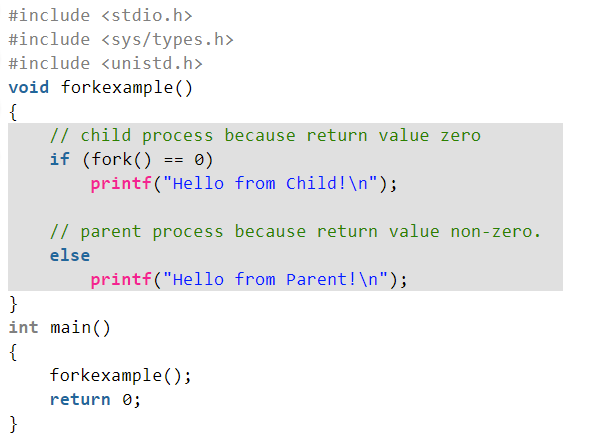 #include <stdio.h>
#include <sys/types.h>
#include <unistd.h>
void forkexample()
{
    // child process because return value zero
    if (fork() == 0)
        printf("Hello from Child!\n");

    // parent process because return value non-zero.
    else
        printf("Hello from Parent!\n");
}
int main()
{
    forkexample();
    return 0;
}